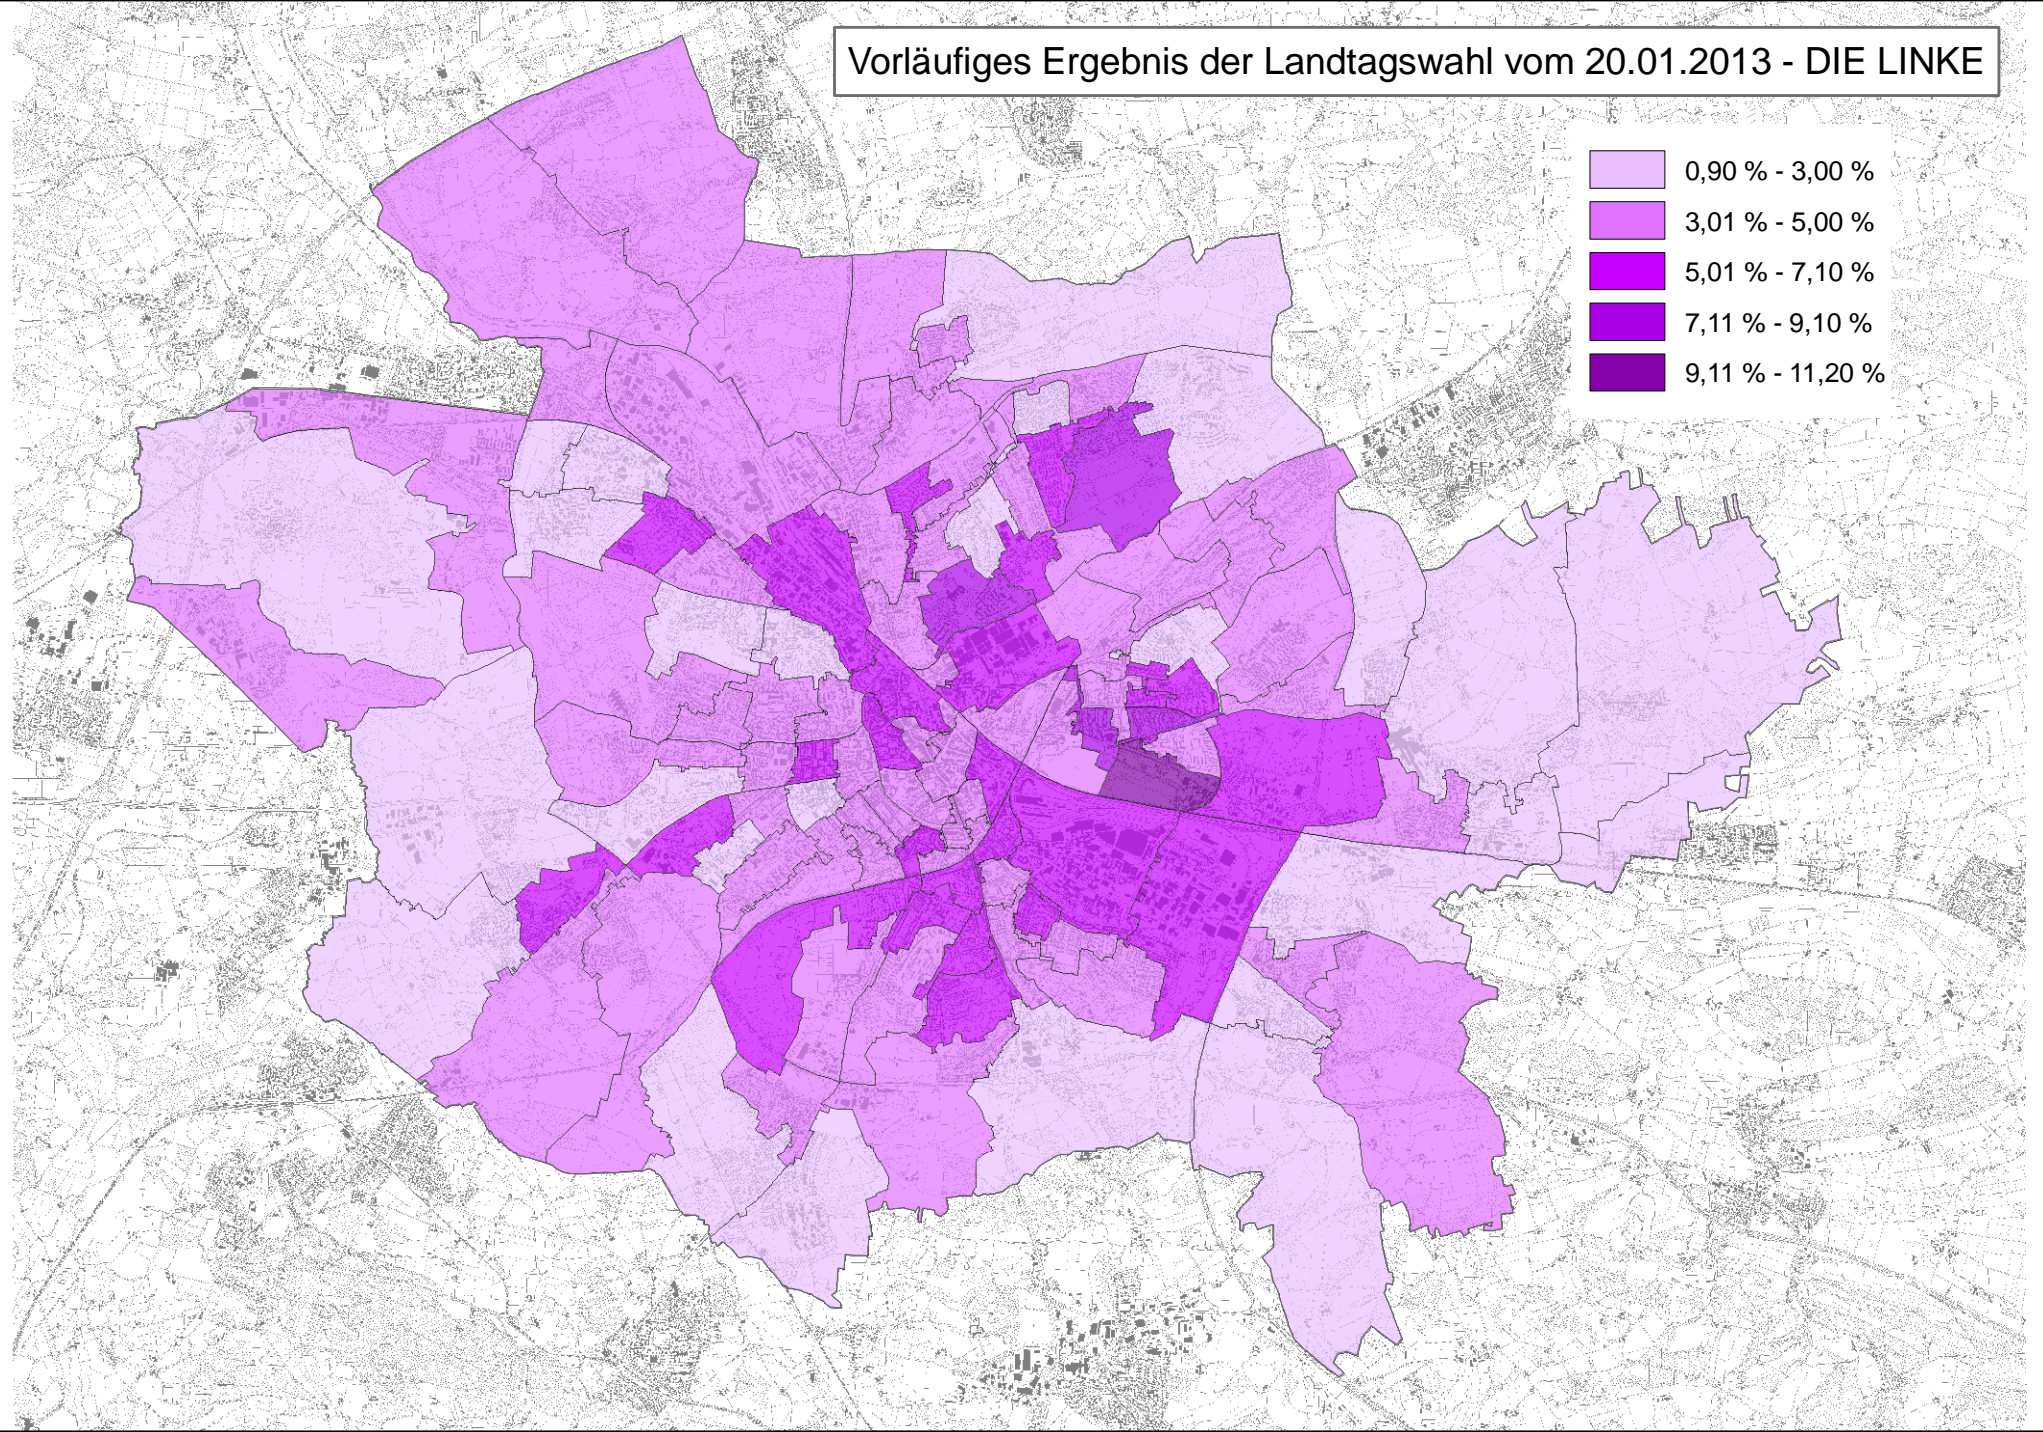 Vorläufiges Ergebnis der Landtagswahl vom 20.01.2013 - DIE LINKE
0,90 % - 3,00 %
3,01 % - 5,00 %
5,01 % - 7,10 %
7,11 % - 9,10 %
9,11 % - 11,20 %